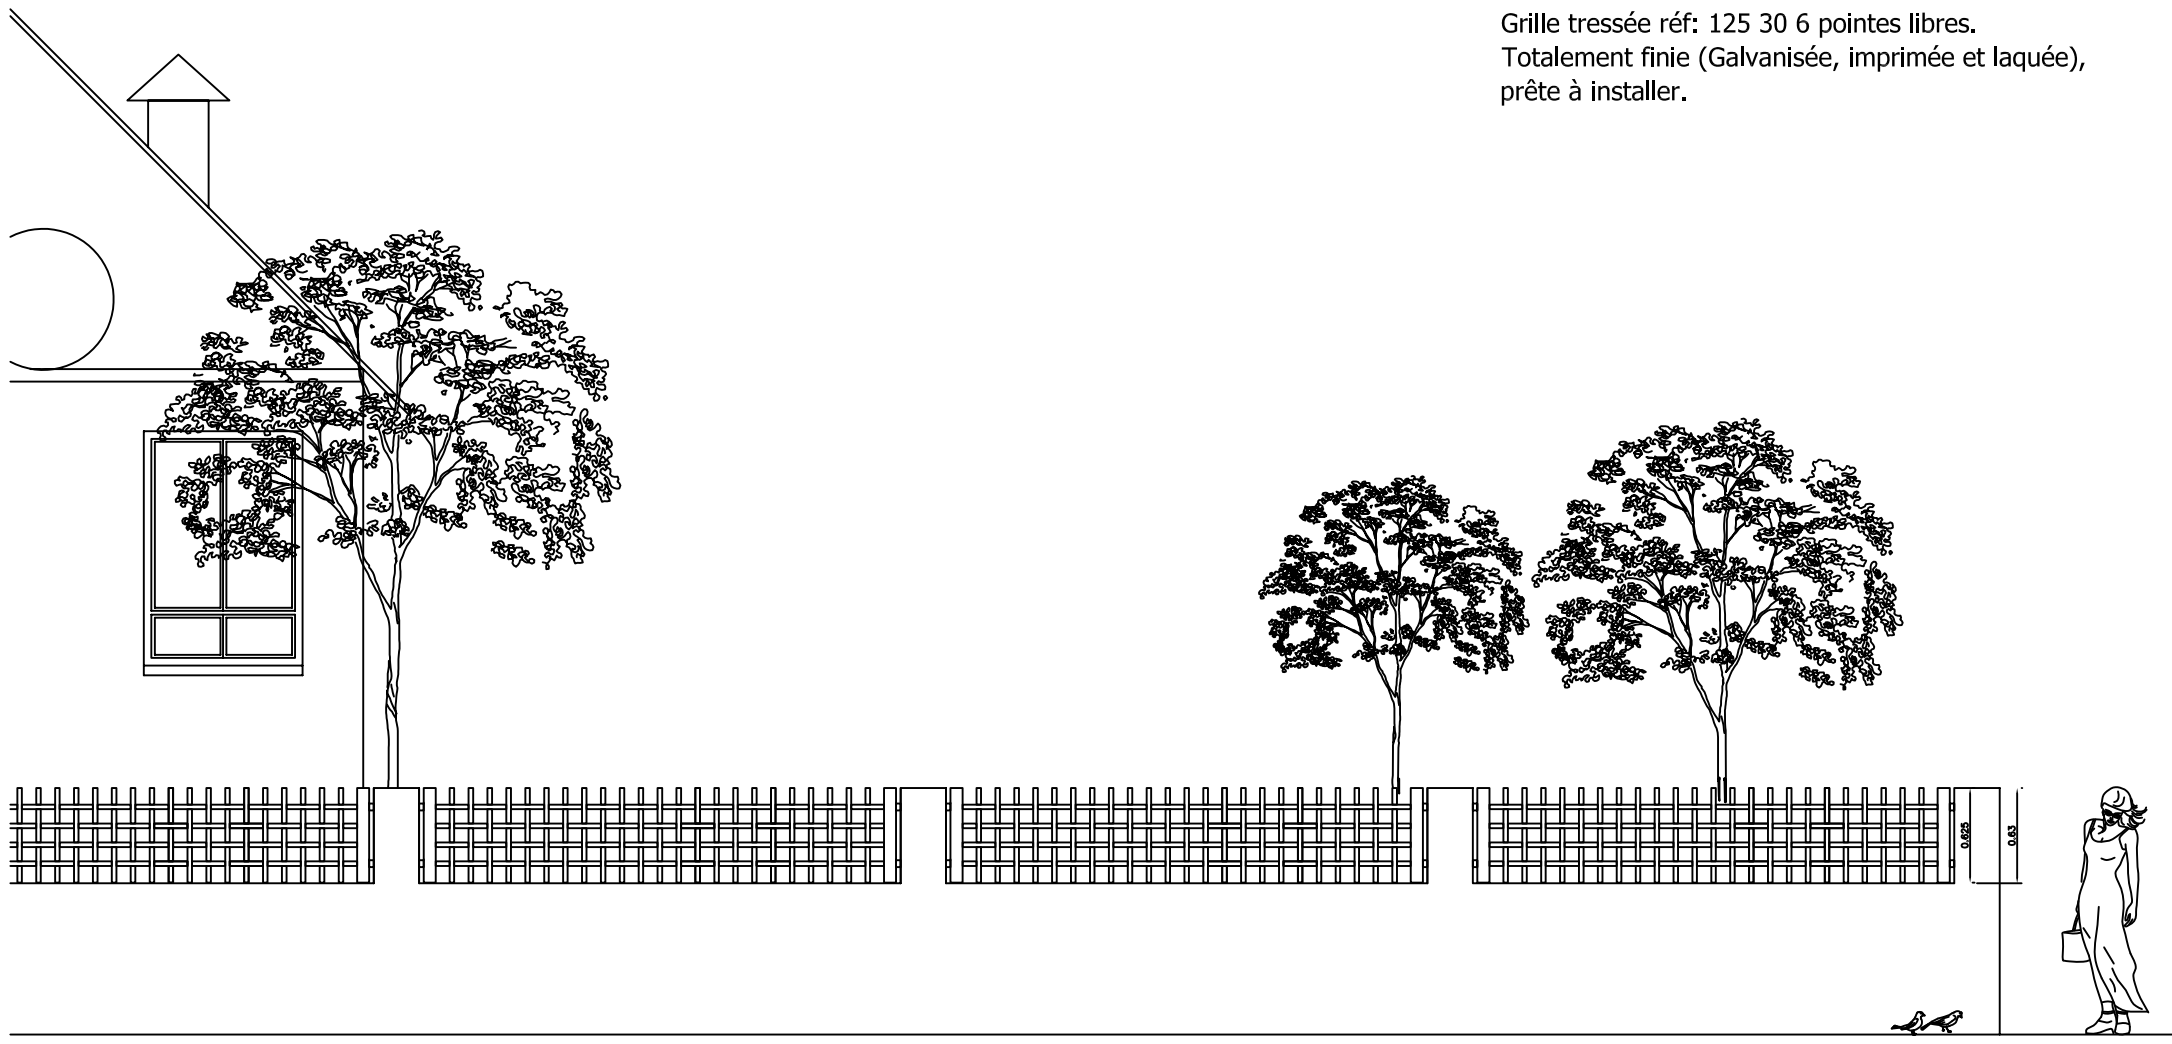 Grille tressée réf: 125 30 6 pointes libres.
Totalement finie (Galvanisée, imprimée et laquée),
prête à installer.
0.625
0.63